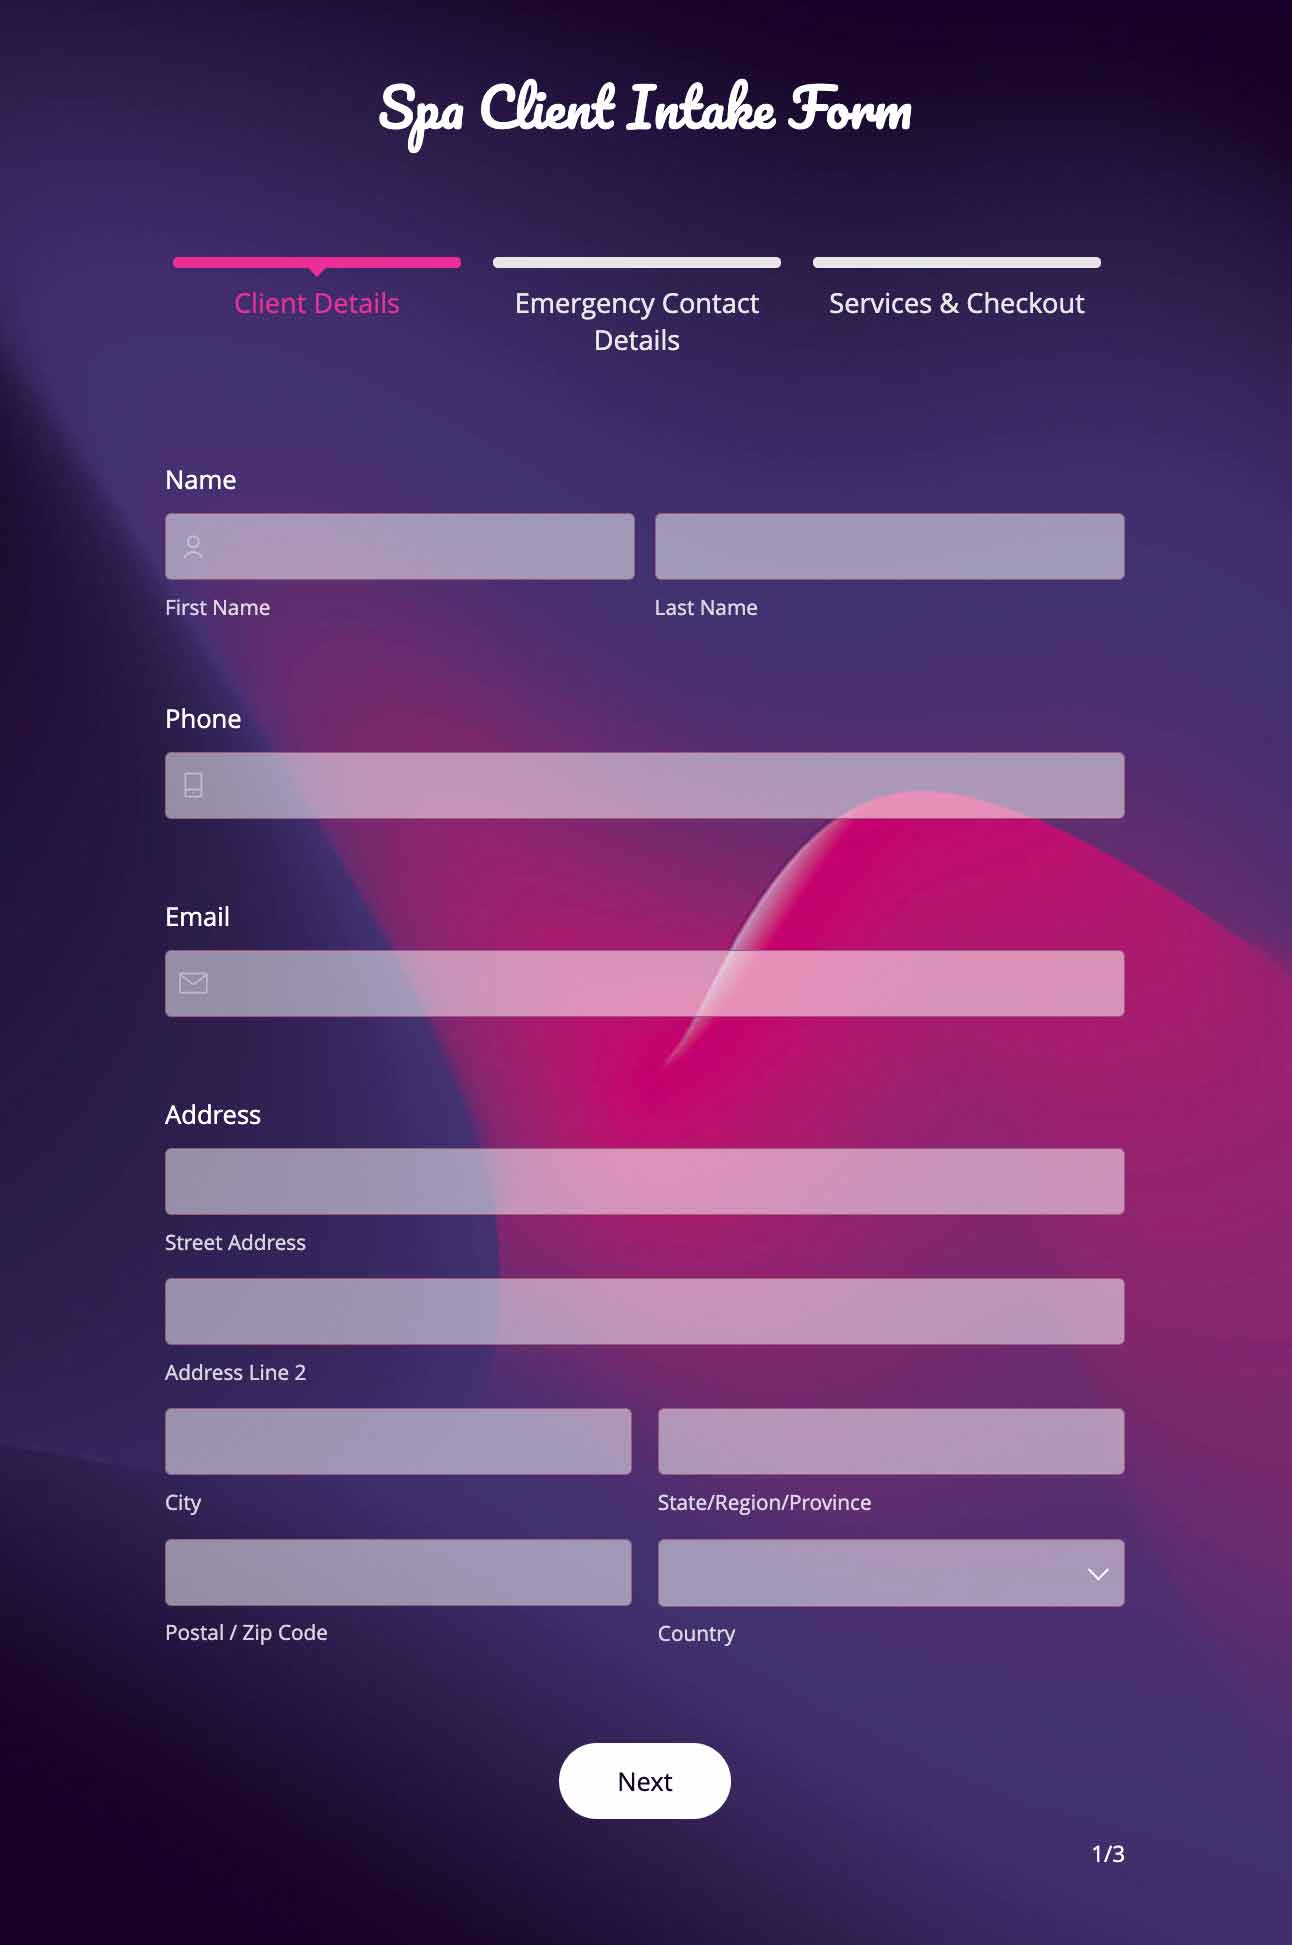 Spa Client Intake Form
Client Details
Emergency Contact
Details
Services & Checkout
Name
First Name
Last Name
Phone
Email
Address
Street Address
Address Line 2
City
State/Region/Province
Postal / Zip Code
Country
Next
1/3